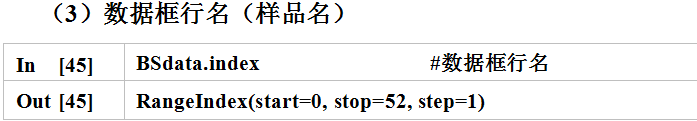 （3）数据框行名（样品名）
In [45] BSdata.index #数据框行名
Out [45] RangeIndex(start=0, stop=52, step=1)